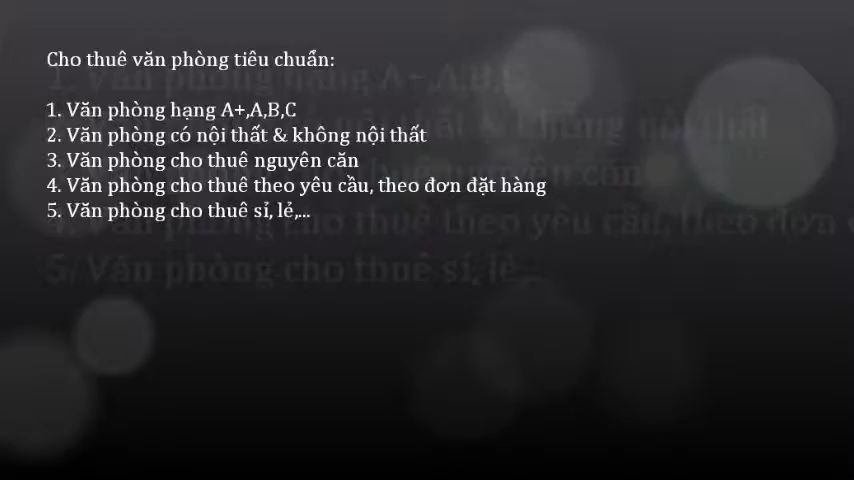 Cho thuê văn phòng tiêu chuẩn:
1. Văn phòng hạng A+,A,B,C
2. Văn phòng có nội thất & không nội thất
3. Văn phòng cho thuê nguyên căn
4. Văn phòng cho thuê theo yêu cầu, theo đơn đặt hàng
5. Văn phòng cho thuê sỉ, lẻ,...